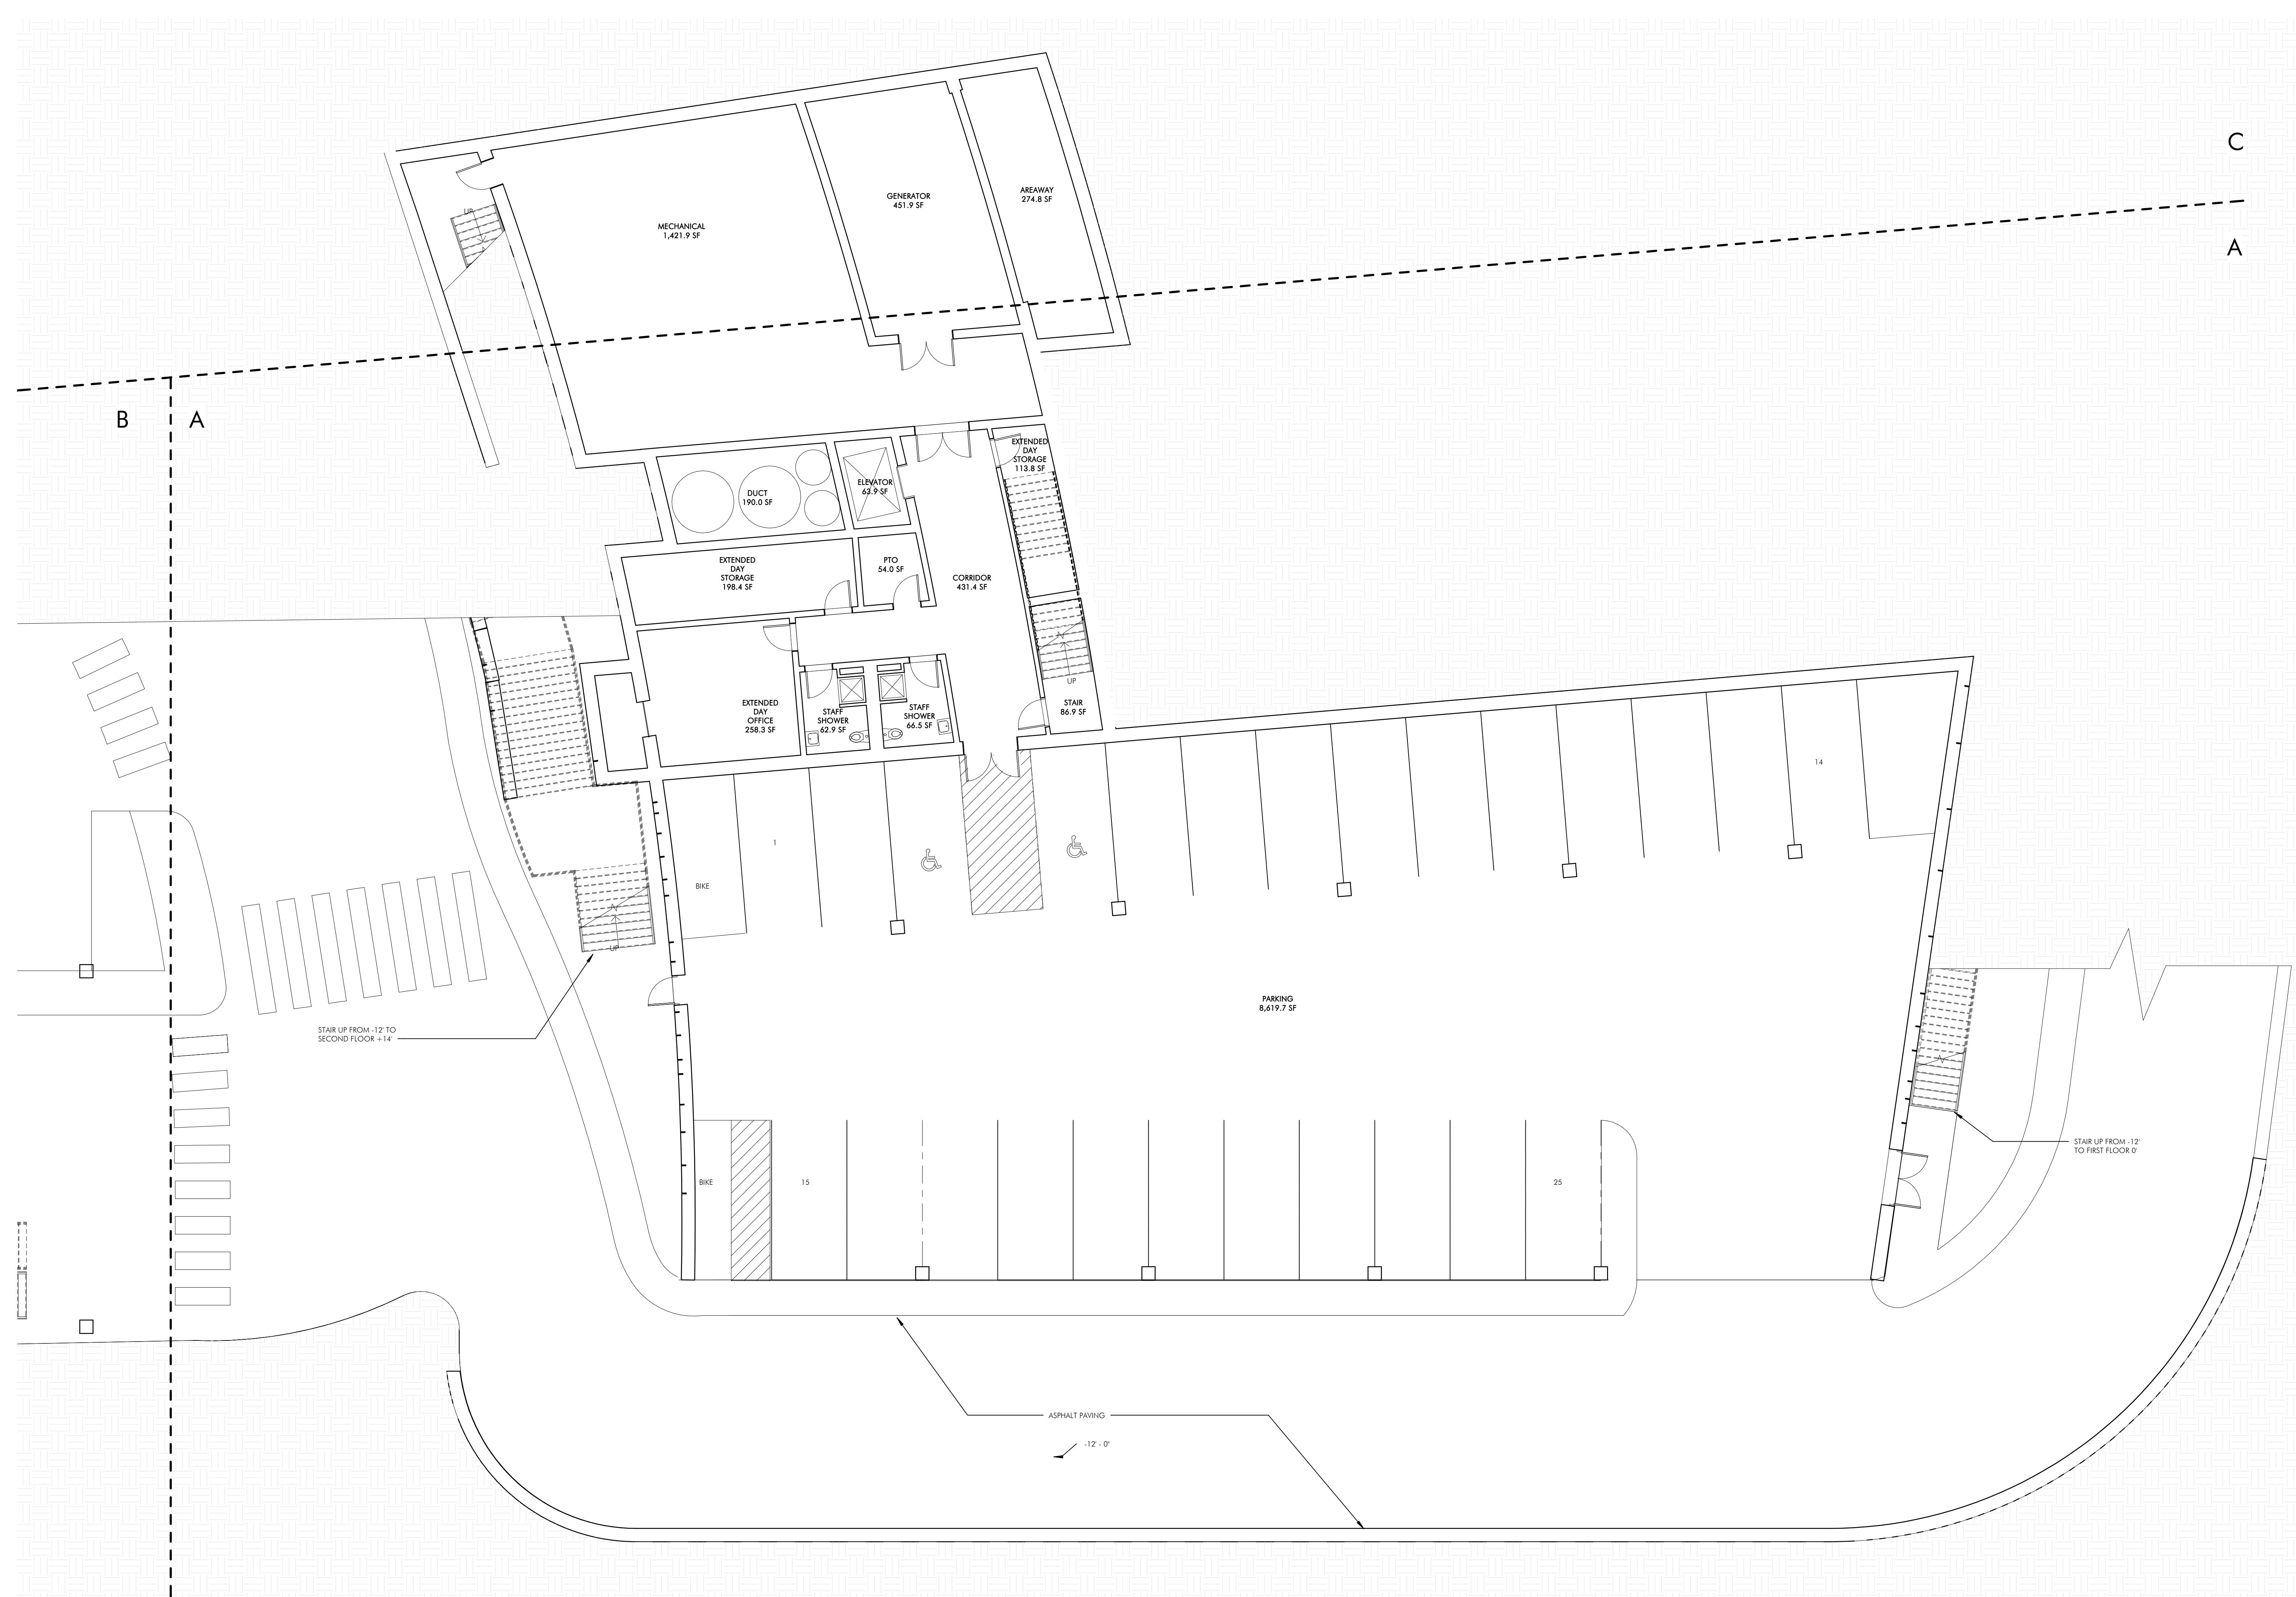 C
A
B
A
UP
MECHANICAL
1,421.9 SF
GENERATOR
451.9 SF
AREAWAY
274.8 SF
EXTENDED
DAY
STORAGE
113.8 SF
ELEVATOR
63.9 SF
DUCT
190.0 SF
EXTENDED
DAY
STORAGE
198.4 SF
PTO
54.0 SF
CORRIDOR
431.4 SF
UP
STAIR
86.9 SF
EXTENDED
DAY
OFFICE
258.3 SF
STAFF
SHOWER
62.9 SF
STAFF
SHOWER
66.5 SF
14
1
BIKE
UP
STAIR UP FROM -12' TO
SECOND FLOOR +14'
PARKING
8,619.7 SF
STAIR UP FROM -12'
TO FIRST FLOOR 0'
BIKE
15
25
ASPHALT PAVING
-12' - 0"